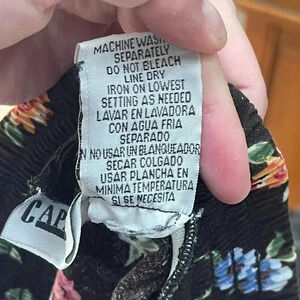 MACHINE WASH
SEPARATELY
DO NOT BLEACH
LINE DRY
IRON ON LOWEST
SETTING AS NEEDED
LAVAR EN LAVADORA
CON AGUA FRIA
SEPARADO
NO USAR UN BLANQUEADOR
SECAR COLGADO
USAR PLANCHA EN
MINIMA TEMPERATURA
SI SE NECESITA
CAP